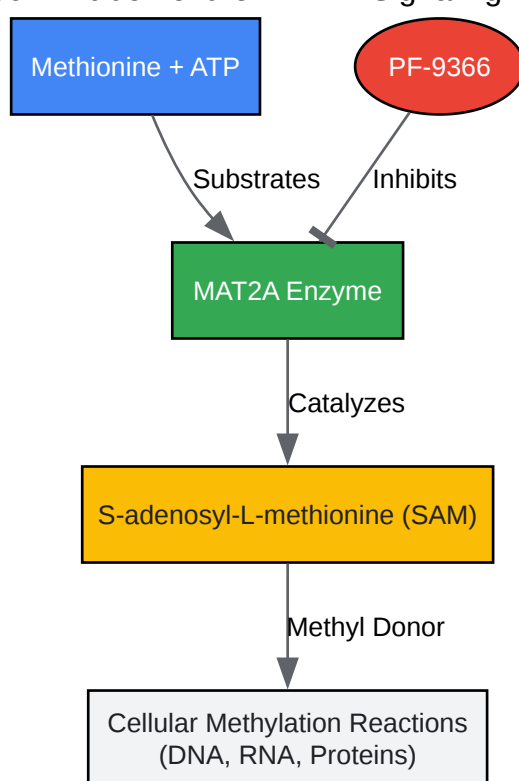 Methionine + ATP
PF-9366
Substrates
Inhibits
MAT2A Enzyme
Catalyzes
S-adenosyl-L-methionine (SAM)
Methyl Donor
Cellular Methylation Reactions
(DNA, RNA, Proteins)